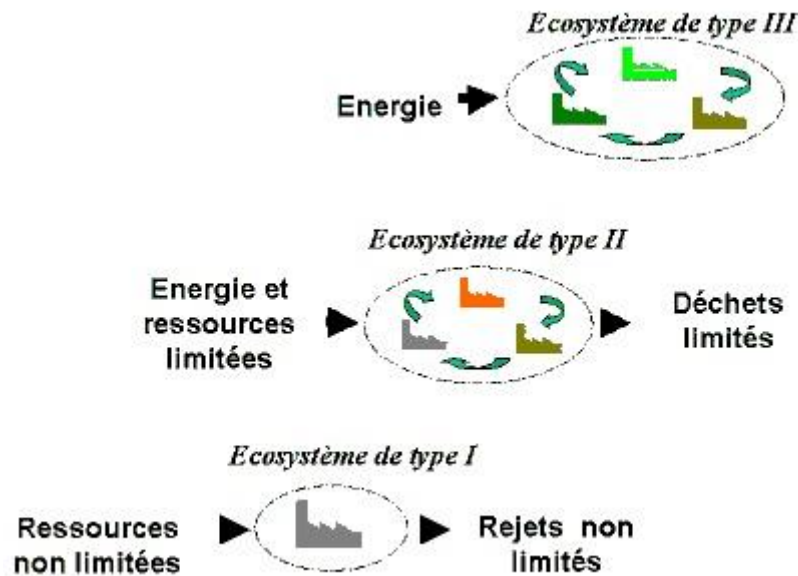 Ecosystème de type III
Energie
Ecosystème de type II
Energie et
ressources
limitées
Déchets
limités
Ecosystème de type I
Ressources
non limitées
Rejets non
limités